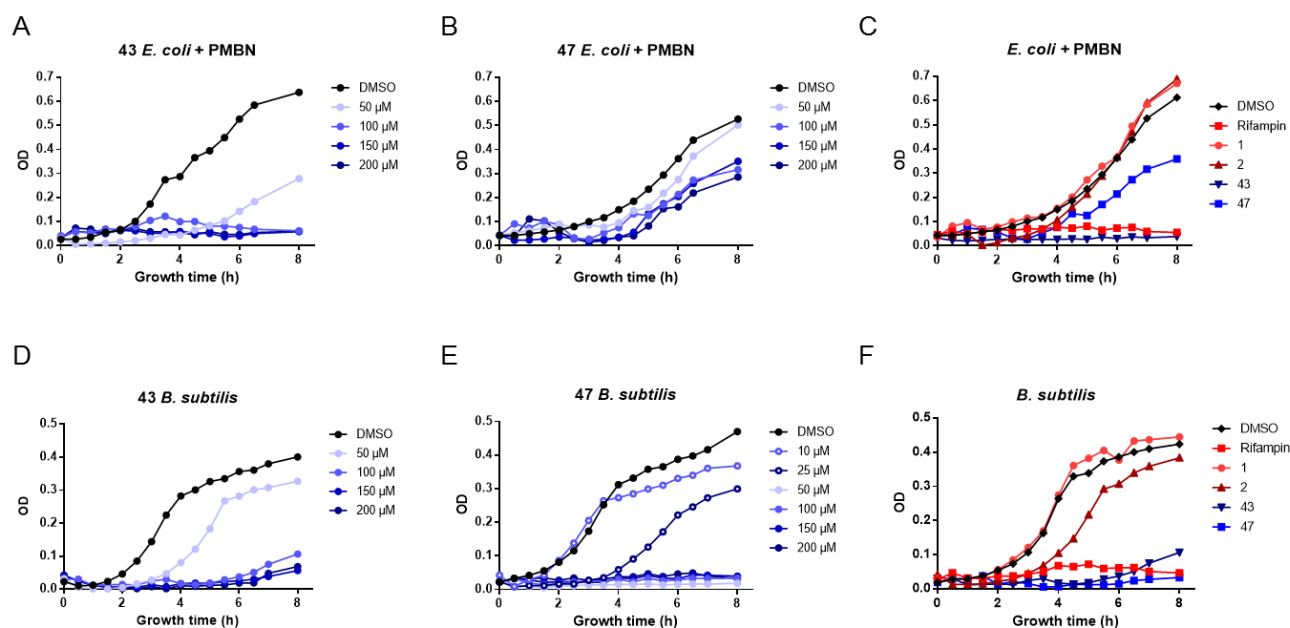 A
43 E. coli + PMBN
0.7
0.6
0.5
0.4
0.3
0.2
0.1
0.0
OD
0 2 4 6 8
Growth time (h)
DMSO
50 µM
100 µM
150 µM
200 µM
B
47 E. coli + PMBN
0.7
0.6
0.5
0.4
0.3
0.2
0.1
0.0
OD
0 2 4 6 8
Growth time (h)
DMSO
50 µM
100 µM
150 µM
200 µM
C
E. coli + PMBN
0.7
0.6
0.5
0.4
0.3
0.2
0.1
0.0
OD
0 2 4 6 8
Growth time (h)
DMSO
Rifampin
1
2
43
47
D
43 B. subtilis
0.5
0.4
0.3
0.2
0.1
0.0
OD
0 2 4 6 8
Growth time (h)
DMSO
50 µM
100 µM
150 µM
200 µM
E
47 B. subtilis
0.5
0.4
0.3
0.2
0.1
0.0
OD
0 2 4 6 8
Growth time (h)
DMSO
10 µM
25 µM
50 µM
100 µM
150 µM
200 µM
F
B. subtilis
0.5
0.4
0.3
0.2
0.1
0.0
OD
0 2 4 6 8
Growth time (h)
DMSO
Rifampin
1
2
43
47